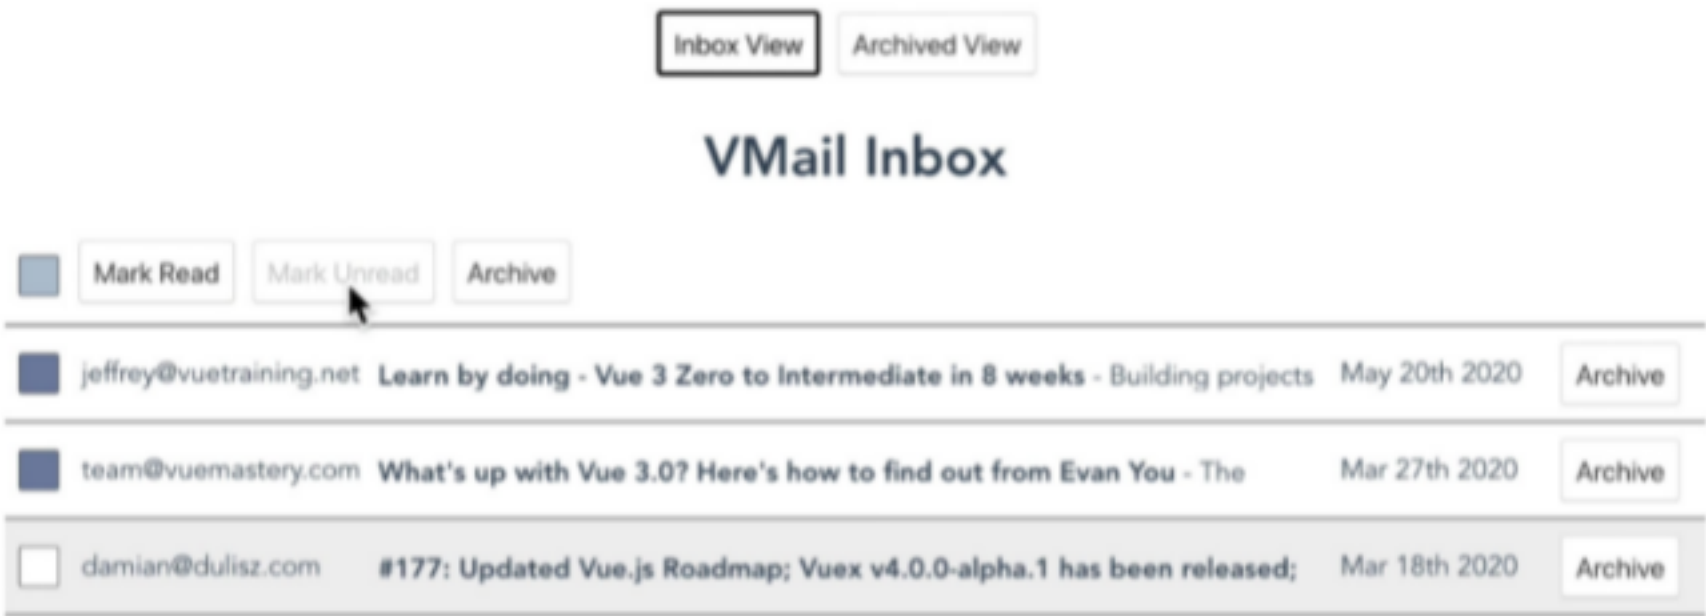 Inbox View Archived View
VMail Inbox
Mark Read Mark Unread Archive
jeffrey@vuetraining.net Learn by doing - Vue 3 Zero to Intermediate in 8 weeks - Building projects May 20th 2020 Archive
team@vuemastery.com What's up with Vue 3.0? Here's how to find out from Evan You - The Mar 27th 2020 Archive
damian@dulisz.com #177: Updated Vue.js Roadmap; Vuex v4.0.0-alpha.1 has been released; Mar 18th 2020 Archive